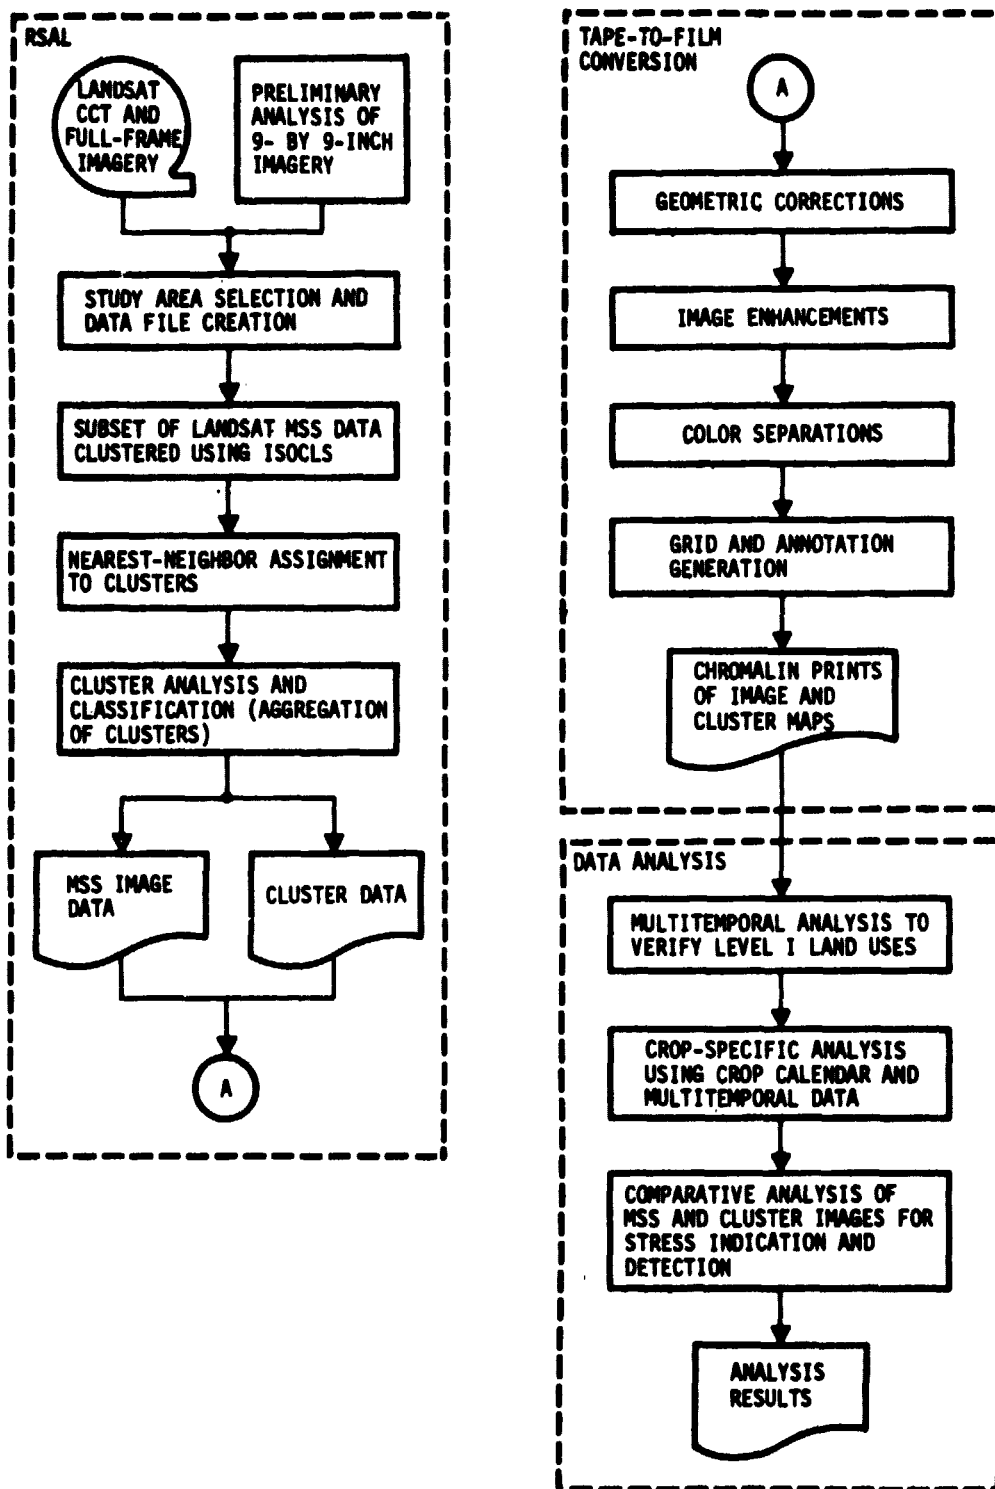 RSAL
LANDSAT
CCT AND
FULL-FRAME
IMAGERY
PRELIMINARY
ANALYSIS OF
9- BY 9-INCH
IMAGERY
STUDY AREA SELECTION AND
DATA FILE CREATION
SUBSET OF LANDSAT MSS DATA
CLUSTERED USING ISOCLS
NEAREST-NEIGHBOR ASSIGNMENT
TO CLUSTERS
CLUSTER ANALYSIS AND
CLASSIFICATION (AGGREGATION
OF CLUSTERS)
MSS IMAGE
DATA
CLUSTER DATA
A
TAPE-TO-FILM
CONVERSION
A
GEOMETRIC CORRECTIONS
IMAGE ENHANCEMENTS
COLOR SEPARATIONS
GRID AND ANNOTATION
GENERATION
CHROMALIN PRINTS
OF IMAGE AND
CLUSTER MAPS
DATA ANALYSIS
MULTITEMPORAL ANALYSIS TO
VERIFY LEVEL I LAND USES
CROP-SPECIFIC ANALYSIS
USING CROP CALENDAR AND
MULTITEMPORAL DATA
COMPARATIVE ANALYSIS OF
MSS AND CLUSTER IMAGES FOR
STRESS INDICATION AND
DETECTION
ANALYSIS
RESULTS